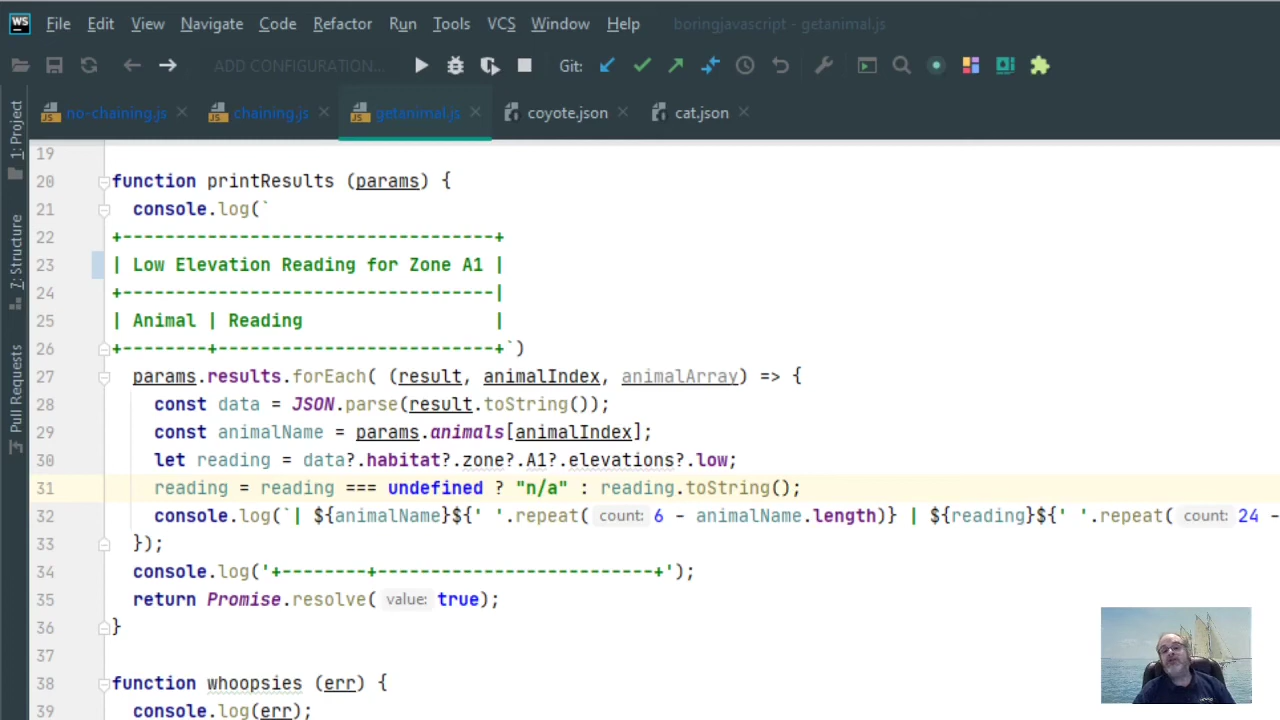 WS File Edit View Navigate Code Refactor Run Tools VCS Window Help boringjavascript - getanimal.js
ADD CONFIGURATION... Git:
no-chaining.js chaining.js getanimal.js coyote.json cat.json
1: Project
7: Structure
Pull Requests
19
20 function printResults (params) {
21 console.log(`
22 +----------------------------------+
23 | Low Elevation Reading for Zone A1 |
24 +----------------------------------|
25 | Animal | Reading |
26 +--------+--------------------------+`)
27 params.results.forEach( (result, animalIndex, animalArray) => {
28 const data = JSON.parse(result.toString());
29 const animalName = params.animals[animalIndex];
30 let reading = data?.habitat?.zone?.A1?.elevations?.low;
31 reading = reading === undefined ? "n/a" : reading.toString();
32 console.log(`| ${animalName}${' '.repeat( count: 6 - animalName.length)} | ${reading}${' '.repeat( count: 24 -
33 });
34 console.log('+--------+--------------------------+');
35 return Promise.resolve( value: true);
36 }
37
38 function whoopsies (err) {
39 console.log(err);